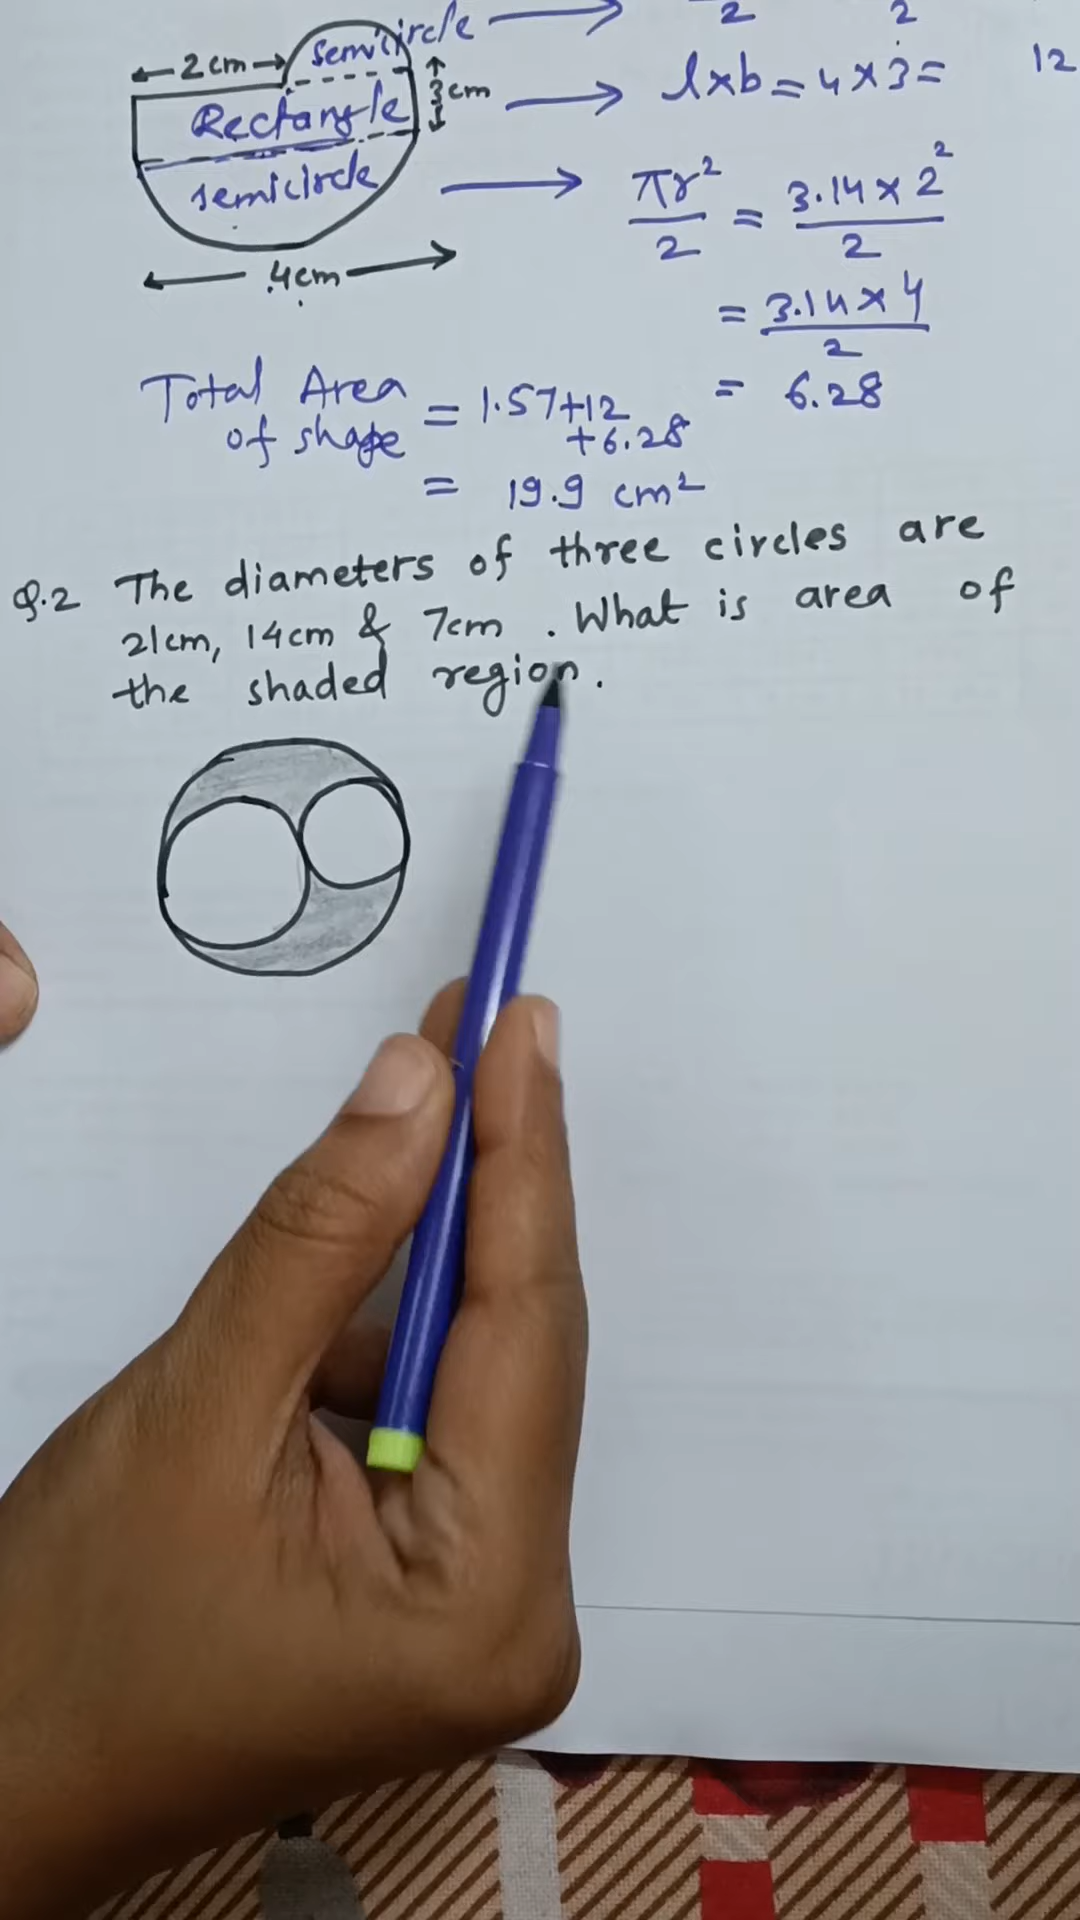 semicircle → 2 2
2cm
Rectangle 3cm → l×b = 4×3 = 12
semicircle → πr²/2 = 3.14×2²/2
4cm
= 3.14×4/2
= 6.28
Total Area of shape = 1.57+12+6.28
= 19.9 cm²
Q.2 The diameters of three circles are
21cm, 14cm & 7cm. What is area of
the shaded region.